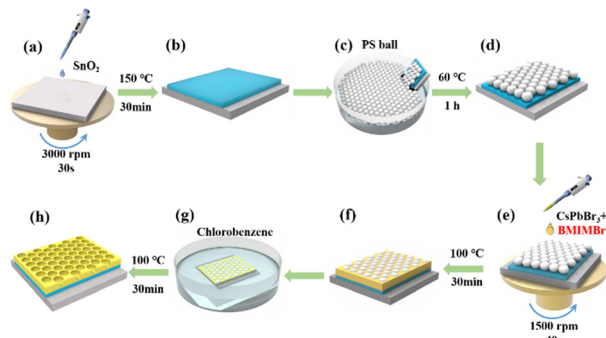 (a)
SnO2
3000 rpm
30s
150 ℃
30min
(b)
(c)
PS ball
60 ℃
1 h
(d)
CsPbBr3+
BMIMBr
(e)
1500 rpm
100 ℃
30min
(f)
(g)
Chlorobenzene
100 ℃
30min
(h)